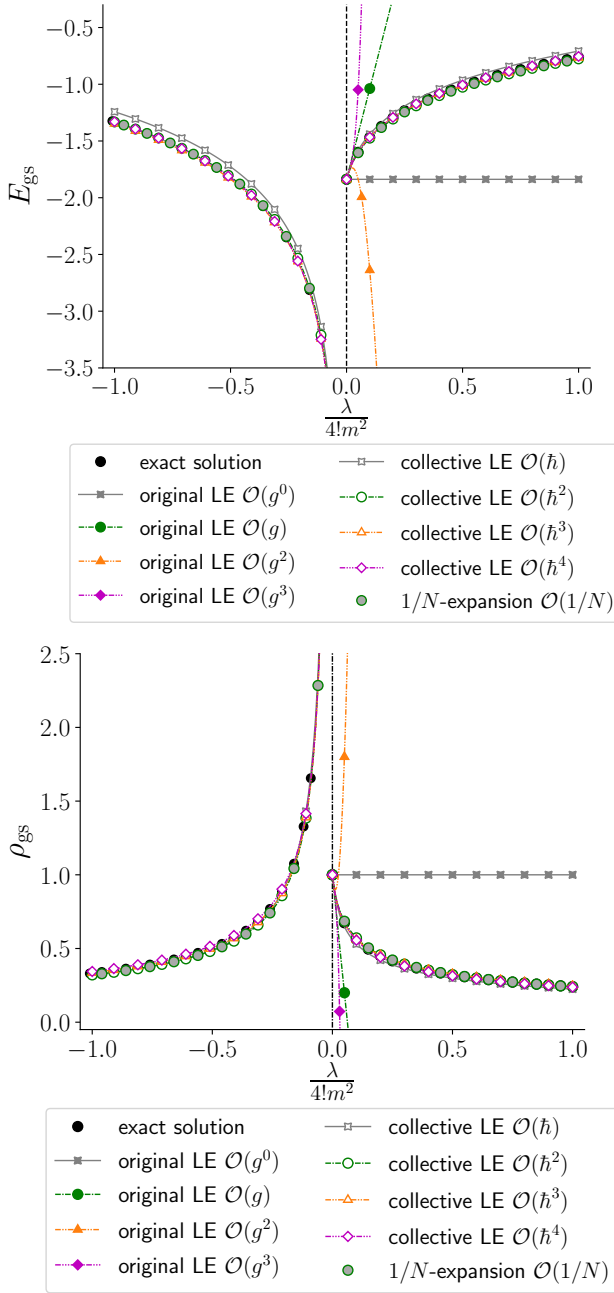 −0.5
−1.0
−1.5
−2.0
−2.5
−3.0
−3.5
E_gs
−1.0 −0.5 0.0 0.5 1.0
λ
4!m²
exact solution
original LE 𝒪(g⁰)
original LE 𝒪(g)
original LE 𝒪(g²)
original LE 𝒪(g³)
collective LE 𝒪(ħ)
collective LE 𝒪(ħ²)
collective LE 𝒪(ħ³)
collective LE 𝒪(ħ⁴)
1/N-expansion 𝒪(1/N)
2.5
2.0
1.5
1.0
0.5
0.0
ρ_gs
−1.0 −0.5 0.0 0.5 1.0
λ
4!m²
exact solution
original LE 𝒪(g⁰)
original LE 𝒪(g)
original LE 𝒪(g²)
original LE 𝒪(g³)
collective LE 𝒪(ħ)
collective LE 𝒪(ħ²)
collective LE 𝒪(ħ³)
collective LE 𝒪(ħ⁴)
1/N-expansion 𝒪(1/N)